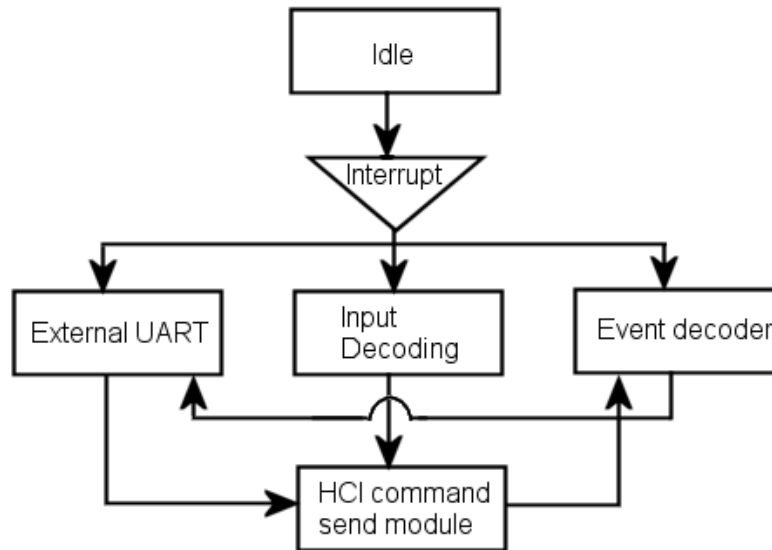 Idle
Interrupt
External UART
Input
Decoding
Event decoder
HCI command
send module